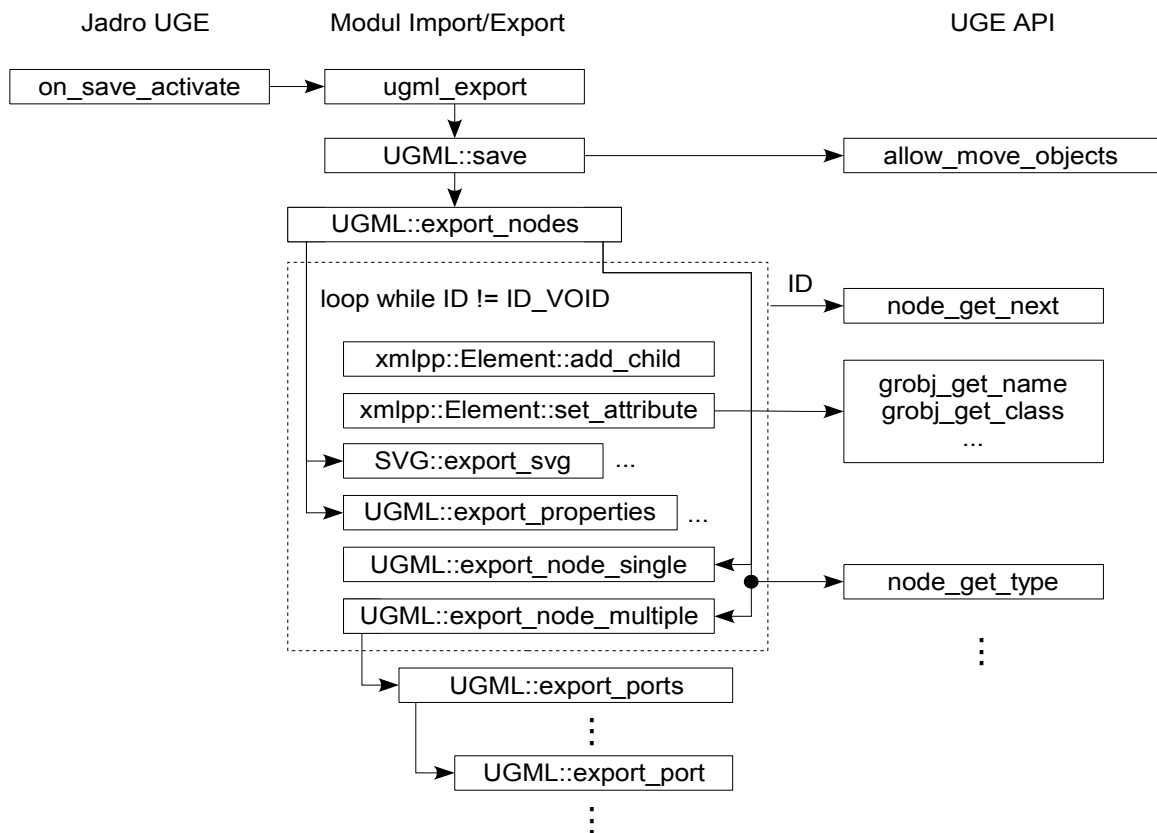 Jadro UGE
Modul Import/Export
UGE API
on_save_activate
ugml_export
UGML::save
allow_move_objects
UGML::export_nodes
ID
loop while ID != ID_VOID
node_get_next
xmlpp::Element::add_child
xmlpp::Element::set_attribute
grobj_get_name
grobj_get_class
...
SVG::export_svg
...
UGML::export_properties
...
UGML::export_node_single
node_get_type
UGML::export_node_multiple
UGML::export_ports
UGML::export_port